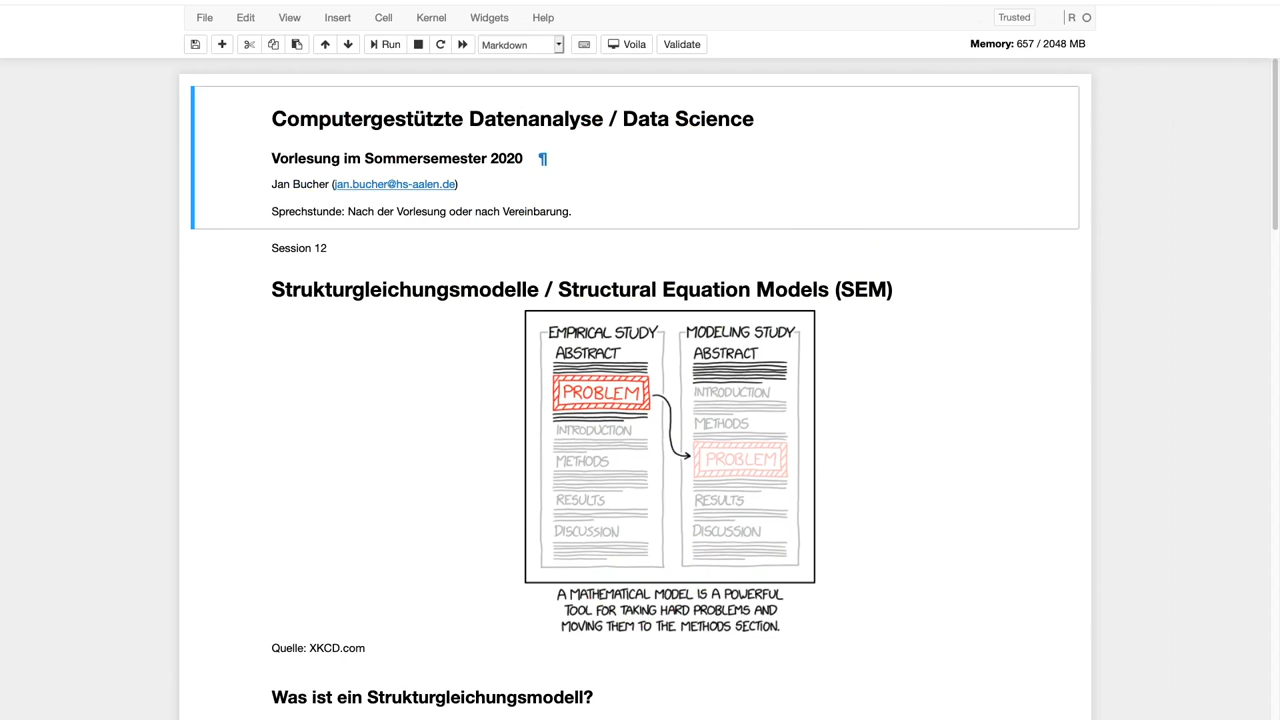 File Edit View Insert Cell Kernel Widgets Help Trusted R
Run Markdown Voila Validate Memory: 657 / 2048 MB
Computergestützte Datenanalyse / Data Science
Vorlesung im Sommersemester 2020 ¶
Jan Bucher (jan.bucher@hs-aalen.de)
Sprechstunde: Nach der Vorlesung oder nach Vereinbarung.
Session 12
Strukturgleichungsmodelle / Structural Equation Models (SEM)
EMPIRICAL STUDY
ABSTRACT
PROBLEM
INTRODUCTION
METHODS
RESULTS
DISCUSSION
MODELING STUDY
ABSTRACT
INTRODUCTION
METHODS
PROBLEM
RESULTS
DISCUSSION
A MATHEMATICAL MODEL IS A POWERFUL
TOOL FOR TAKING HARD PROBLEMS AND
MOVING THEM TO THE METHODS SECTION.
Quelle: XKCD.com
Was ist ein Strukturgleichungsmodell?